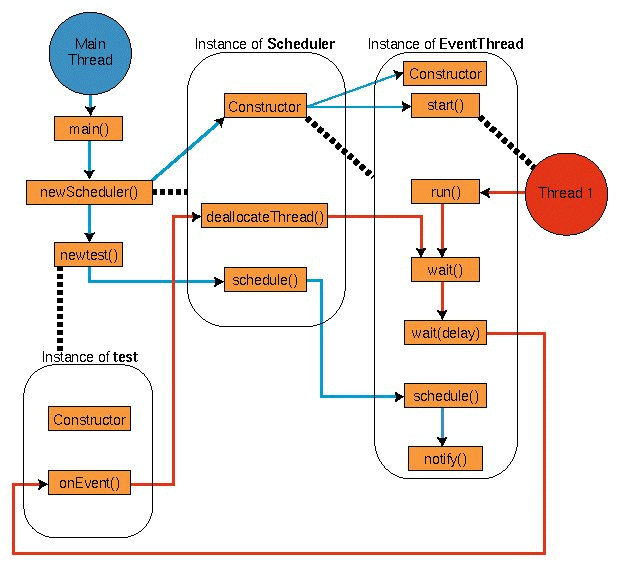 Main
Thread
Instance of Scheduler
Instance of EventThread
Constructor
Constructor
start()
main()
newScheduler()
run()
Thread 1
deallocateThread()
newtest()
wait()
schedule()
wait(delay)
Instance of test
schedule()
Constructor
notify()
onEvent()